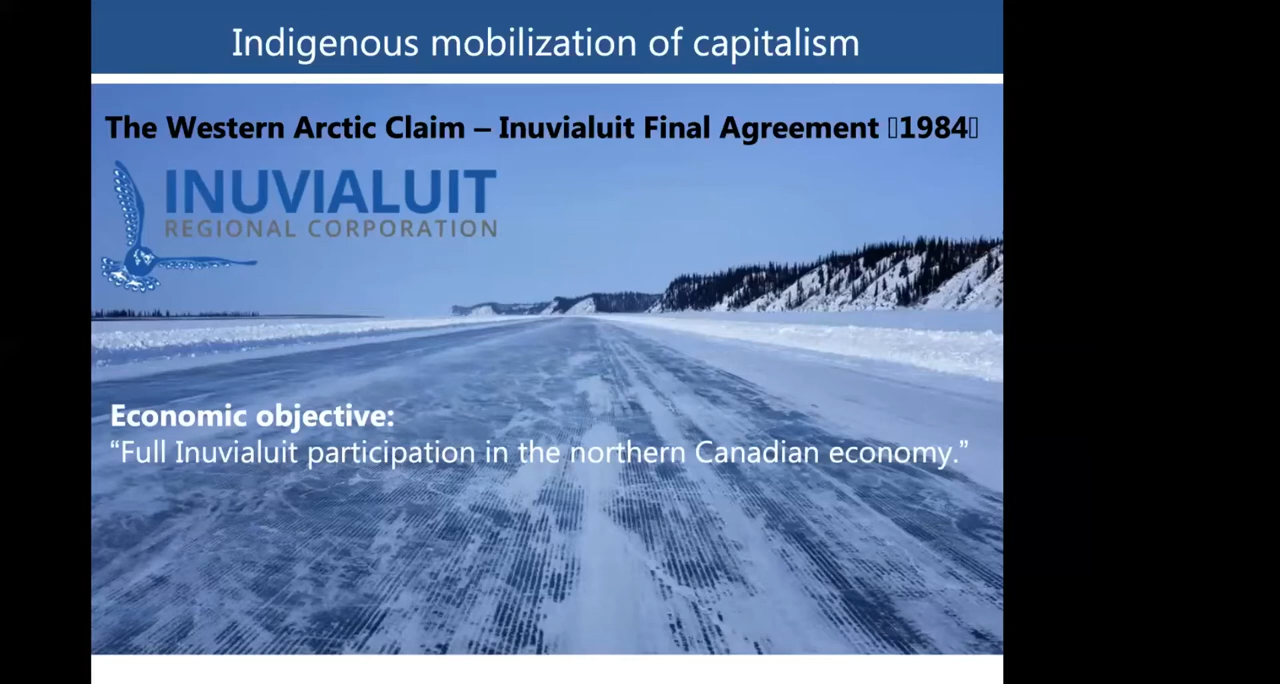 Indigenous mobilization of capitalism
The Western Arctic Claim – Inuvialuit Final Agreement 1984
INUVIALUIT
REGIONAL CORPORATION
Economic objective:
“Full Inuvialuit participation in the northern Canadian economy.”